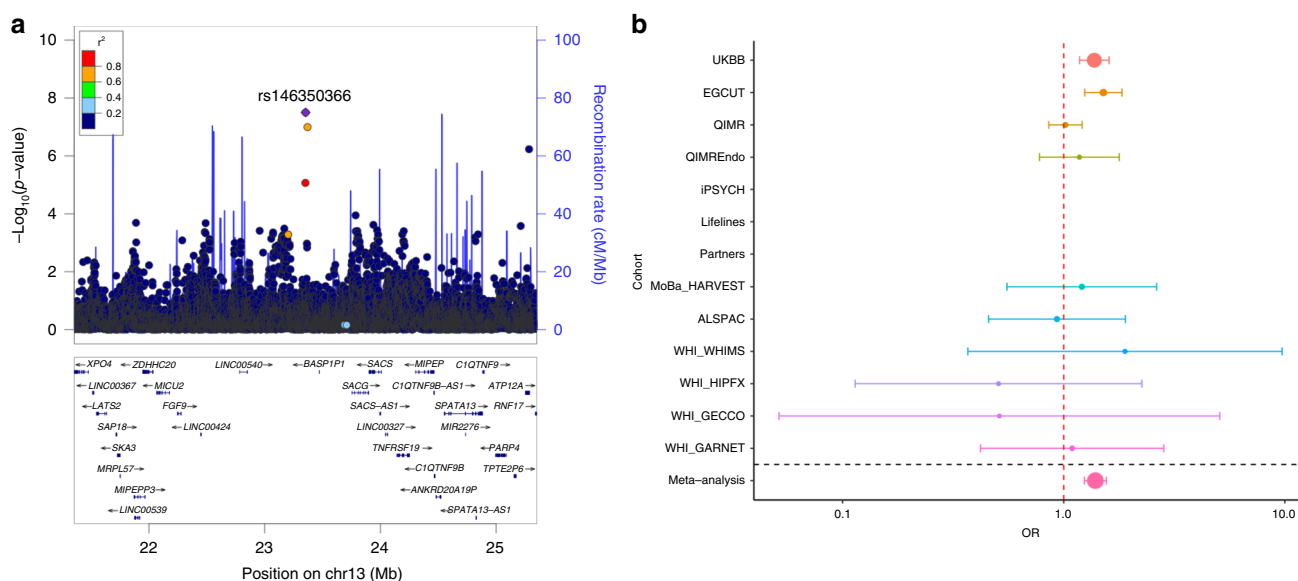 a
10
8
6
4
2
0
−Log10(p−value)
r2
0.8
0.6
0.4
0.2
rs146350366
100
80
60
40
20
0
Recombination rate (cM/Mb)
←XPO4 ←ZDHHC20 LINC00540→ ←BASP1P1 ←SACS ←MIPEP C1QTNF9→
←LINC00367 ←MICU2 SACG→ C1QTNF9B−AS1→ ATP12A→
←LATS2 FGF9→ SACS−AS1→ SPATA13→ RNF17→
SAP18→ ←LINC00424 LINC00327→ MIR2276→
←SKA3 TNFRSF19→ ←PARP4
MRPL57→ ←C1QTNF9B TPTE2P6→
MIPEPP3→ ←ANKRD20A19P
←LINC00539 ←SPATA13−AS1
22 23 24 25
Position on chr13 (Mb)
b
Cohort
UKBB
EGCUT
QIMR
QIMREndo
iPSYCH
Lifelines
Partners
MoBa_HARVEST
ALSPAC
WHI_WHIMS
WHI_HIPFX
WHI_GECCO
WHI_GARNET
Meta−analysis
0.1 1.0 10.0
OR